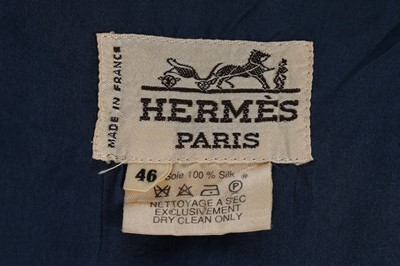 MADE IN FRANCE
HERMÈS
PARIS
46 Soie 100 % Silk
P
NETTOYAGE A SEC
EXCLUSIVEMENT
DRY CLEAN ONLY